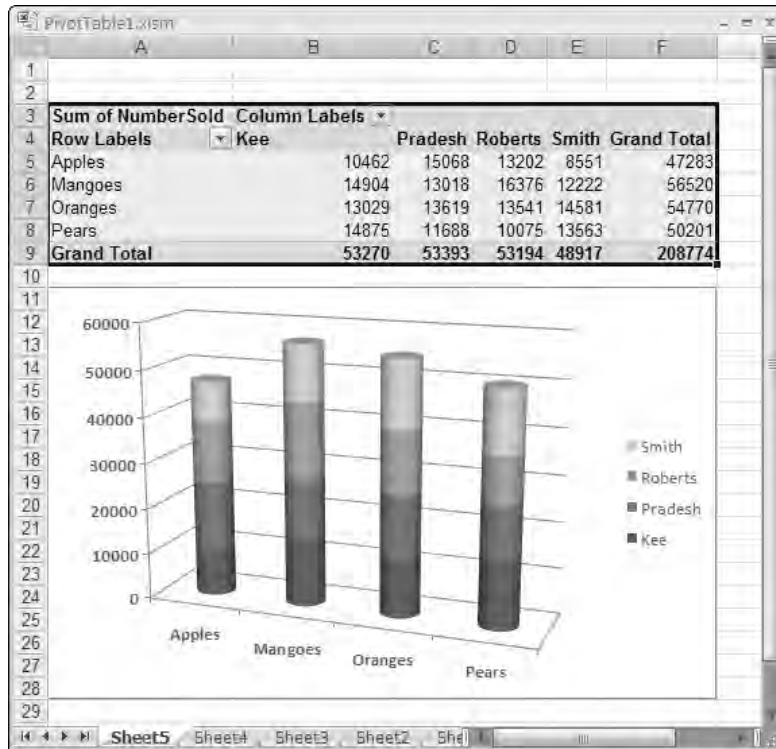 PivotTable1.xlsm
A B C D E F
1
2
3 Sum of NumberSold Column Labels
4 Row Labels Kee Pradesh Roberts Smith Grand Total
5 Apples 10462 15068 13202 8551 47283
6 Mangoes 14904 13018 16376 12222 56520
7 Oranges 13029 13619 13541 14581 54770
8 Pears 14875 11688 10075 13563 50201
9 Grand Total 53270 53393 53194 48917 208774
10
11
12
13
14
15
16
17
18
19
20
21
22
23
24
25
26
27
28
29
60000
50000
40000
30000
20000
10000
0
Apples
Mangoes
Oranges
Pears
Smith
Roberts
Pradesh
Kee
Sheet5 Sheet4 Sheet3 Sheet2 She